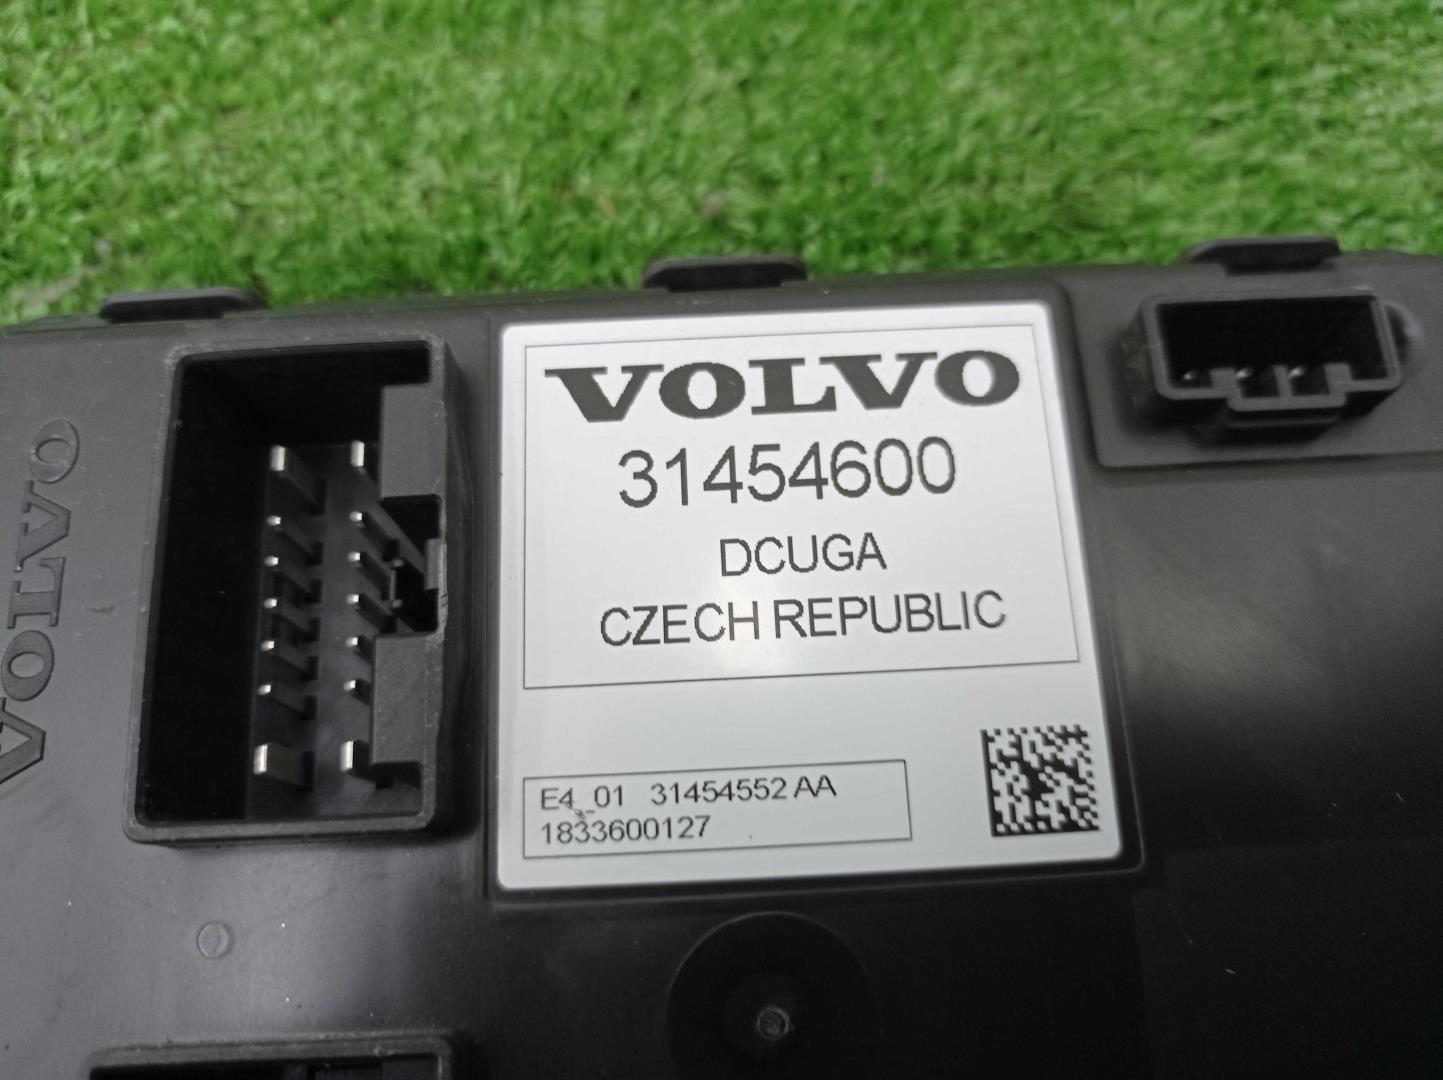 VOLVO
VOLVO
31454600
DCUGA
CZECH REPUBLIC
E4_01 31454552 AA
1833600127